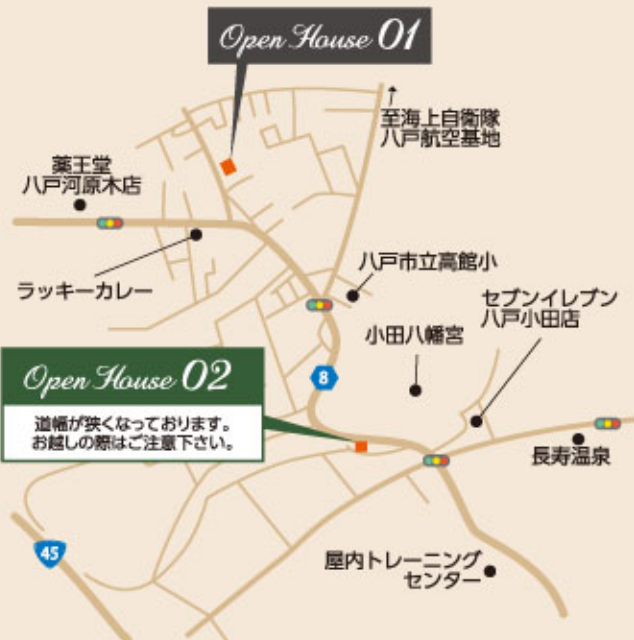 Open House 01
至海上自衛隊
八戸航空基地
薬王堂
八戸河原木店
ラッキーカレー
八戸市立高館小
セブンイレブン
八戸小田店
小田八幡宮
8
Open House 02
道幅が狭くなっております。
お越しの際はご注意下さい。
長寿温泉
45
屋内トレーニング
センター